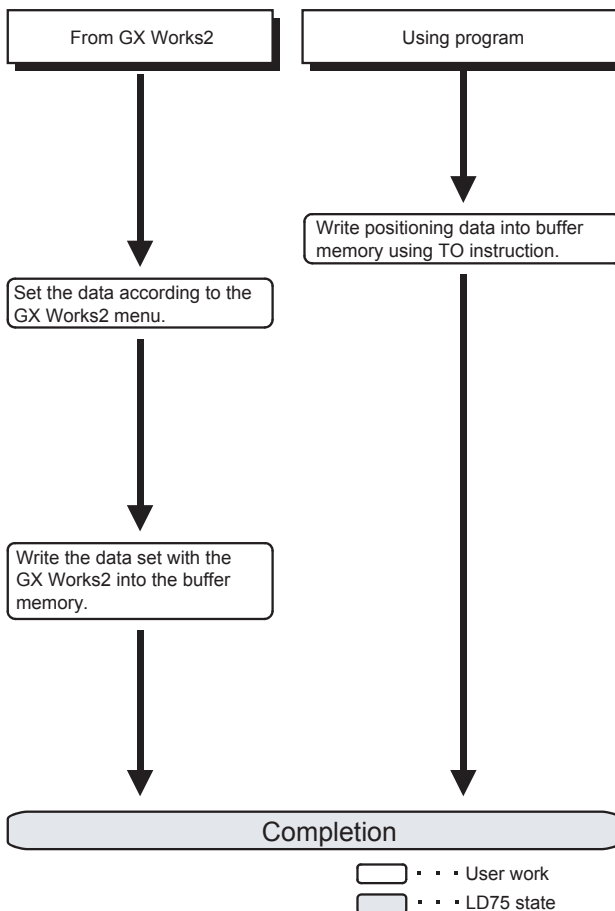 From GX Works2
Using program
Write positioning data into buffer
memory using TO instruction.
Set the data according to the
GX Works2 menu.
Write the data set with the
GX Works2 into the buffer
memory.
Completion
・・・User work
・・・LD75 state